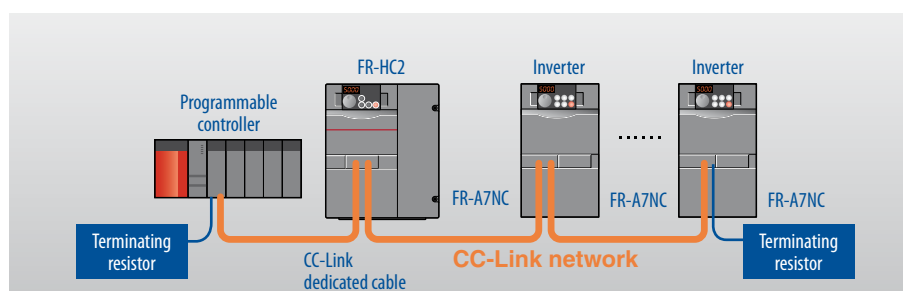 FR-HC2
Inverter
Inverter
Programmable
controller
5000
5000
5000
......
FR-A7NC
FR-A7NC
FR-A7NC
Terminating
resistor
CC-Link
dedicated cable
CC-Link network
Terminating
resistor